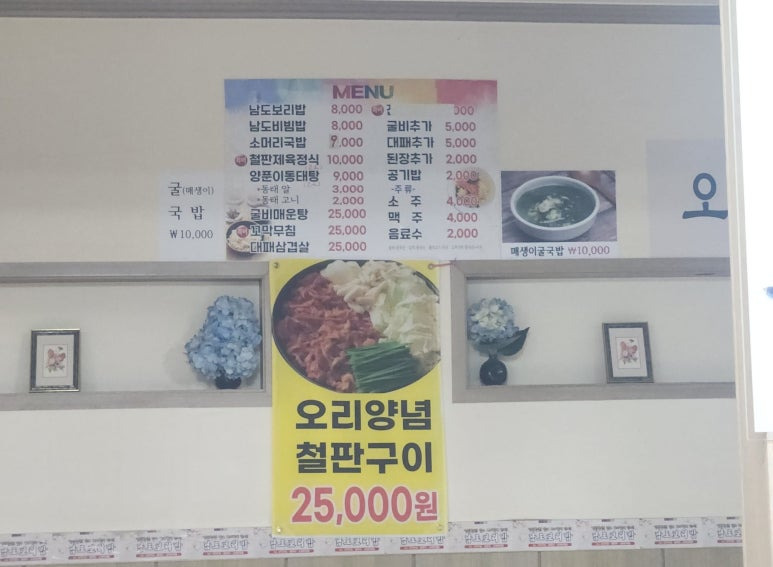 MENU
남도보리밥 8,000
남도비빔밥 8,000
소머리국밥 9,000
철판제육정식 10,000
양푼이동태탕 9,000
+동태 알 3,000
+동태 고니 2,000
굴비매운탕 25,000
꼬막무침 25,000
대패삼겹살 25,000
굴비추가 5,000
대패추가 5,000
된장추가 2,000
공기밥 2,000
-주류-
소 주 4,000
맥 주 4,000
음료수 2,000
굴(매생이)
국 밥
₩10,000
매생이굴국밥 ₩10,000
오
오리양념
철판구이
25,000원
남도보리밥